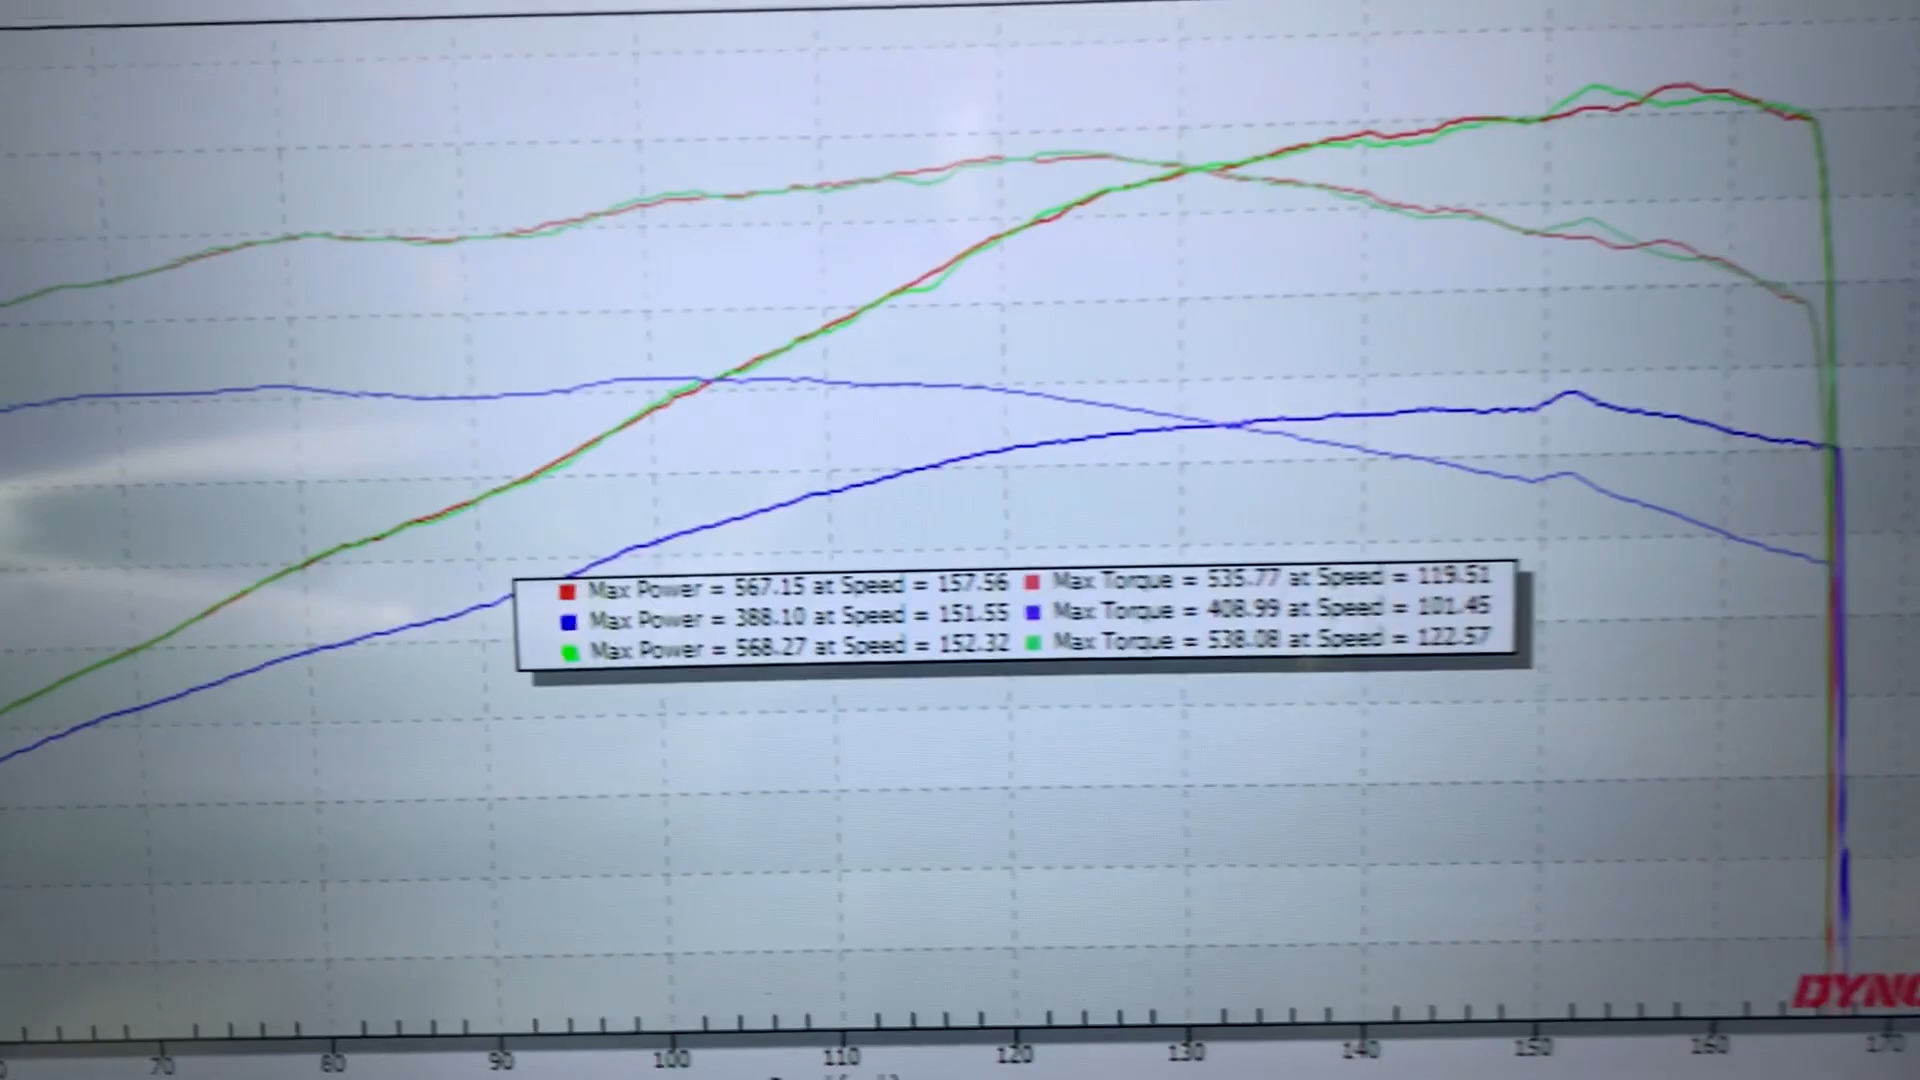 Max Power = 567.15 at Speed = 157.56 Max Torque = 535.77 at Speed = 119.51
Max Power = 388.10 at Speed = 151.55 Max Torque = 408.99 at Speed = 101.45
Max Power = 568.27 at Speed = 152.32 Max Torque = 538.08 at Speed = 122.57
DYNO
70 80 90 100 110 120 130 140 150 160 170